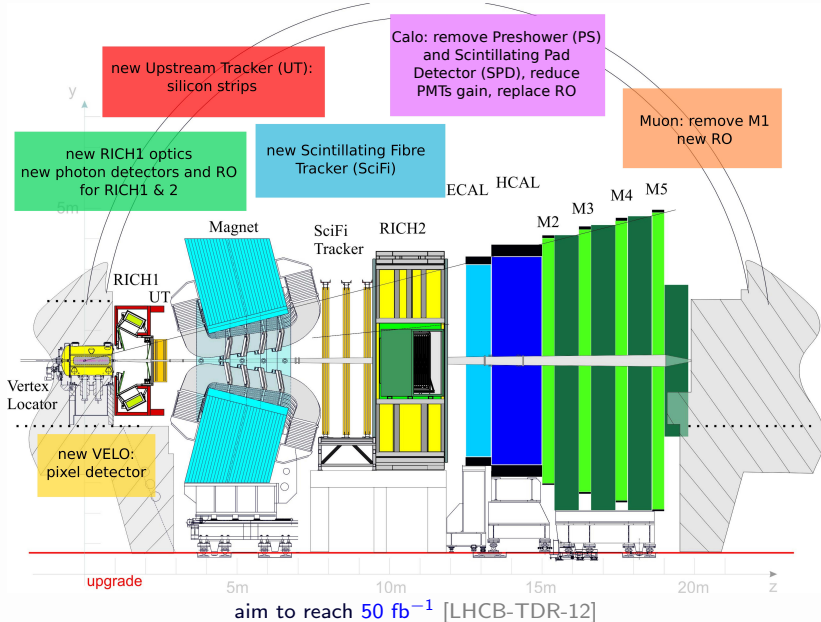 Calo: remove Preshower (PS)
and Scintillating Pad
Detector (SPD), reduce
PMTs gain, replace RO
new Upstream Tracker (UT):
silicon strips
y
Muon: remove M1
new RO
new RICH1 optics
new photon detectors and RO
for RICH1 & 2
new Scintillating Fibre
Tracker (SciFi)
5m
ECAL
HCAL
M2
M3
M4
M5
Magnet
SciFi
Tracker
RICH2
RICH1
UT
Vertex
Locator
new VELO:
pixel detector
upgrade
5m
10m
15m
20m
z
aim to reach 50 fb⁻¹ [LHCB-TDR-12]